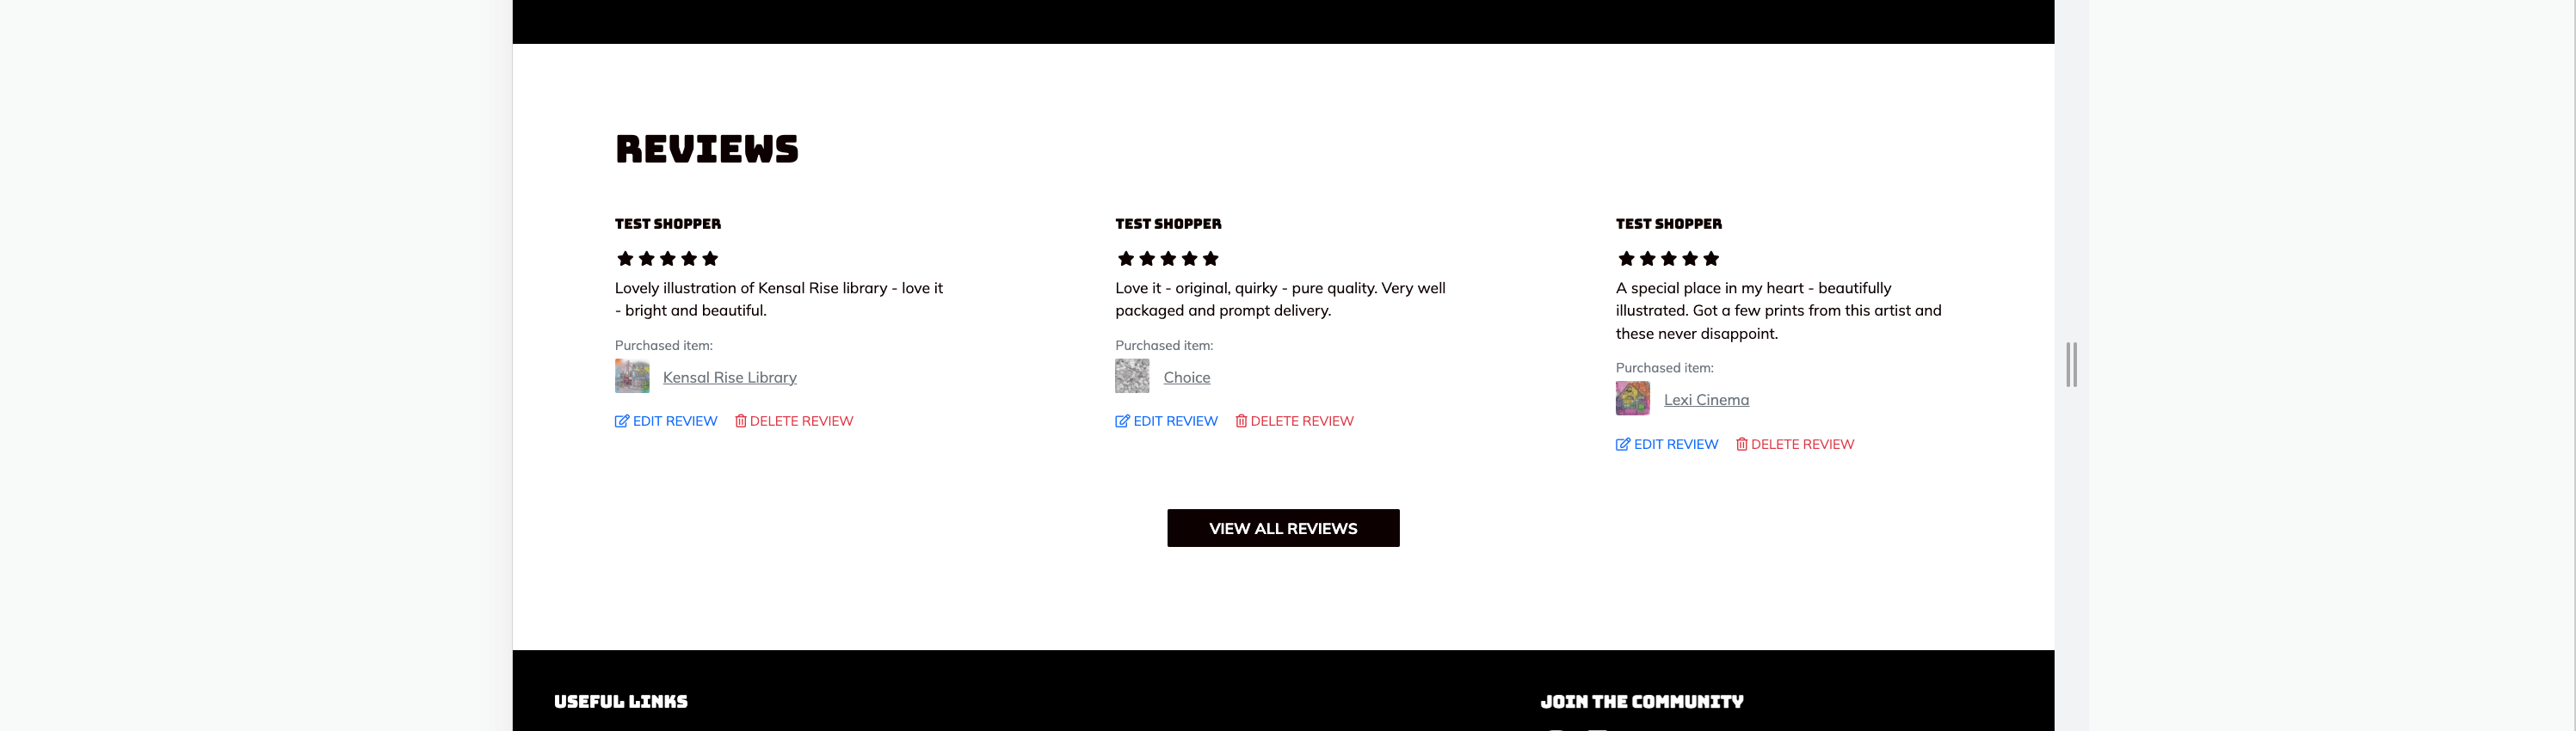 REVIEWS
TEST SHOPPER
Lovely illustration of Kensal Rise library - love it
- bright and beautiful.
Purchased item:
Kensal Rise Library
EDIT REVIEW DELETE REVIEW
TEST SHOPPER
Love it - original, quirky - pure quality. Very well
packaged and prompt delivery.
Purchased item:
Choice
EDIT REVIEW DELETE REVIEW
TEST SHOPPER
A special place in my heart - beautifully
illustrated. Got a few prints from this artist and
these never disappoint.
Purchased item:
Lexi Cinema
EDIT REVIEW DELETE REVIEW
VIEW ALL REVIEWS
USEFUL LINKS
JOIN THE COMMUNITY